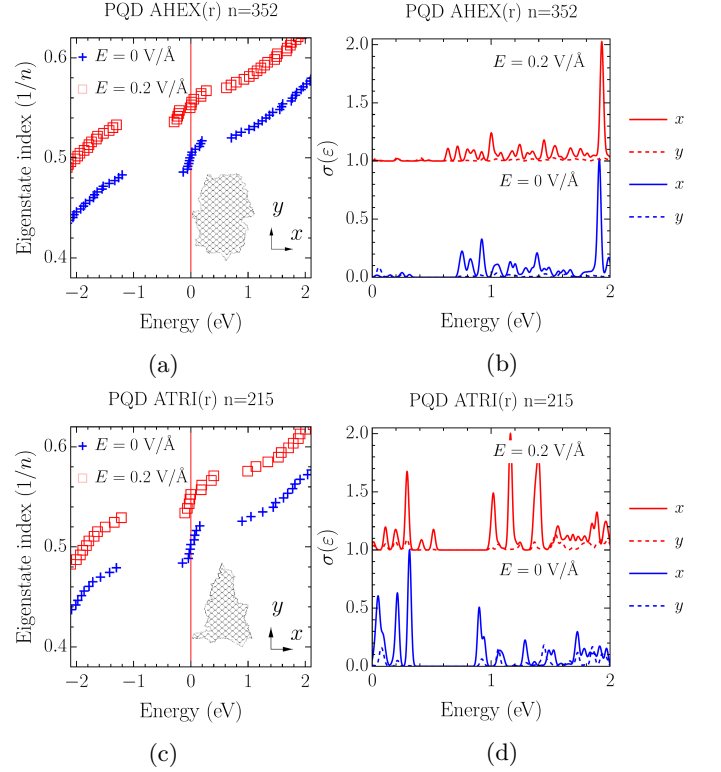 PQD AHEX(r) n=352
Eigenstate index (1/n)
0.6
0.5
0.4
E = 0 V/Å
E = 0.2 V/Å
y
x
−2 −1 0 1 2
Energy (eV)
(a)
PQD AHEX(r) n=352
σ(ε)
2.0
1.5
1.0
0.5
0.0
E = 0.2 V/Å
E = 0 V/Å
0 1 2
Energy (eV)
x
y
x
y
(b)
PQD ATRI(r) n=215
Eigenstate index (1/n)
0.6
0.5
0.4
E = 0 V/Å
E = 0.2 V/Å
y
x
−2 −1 0 1 2
Energy (eV)
(c)
PQD ATRI(r) n=215
σ(ε)
2.0
1.5
1.0
0.5
0.0
E = 0.2 V/Å
E = 0 V/Å
0 1 2
Energy (eV)
x
y
x
y
(d)